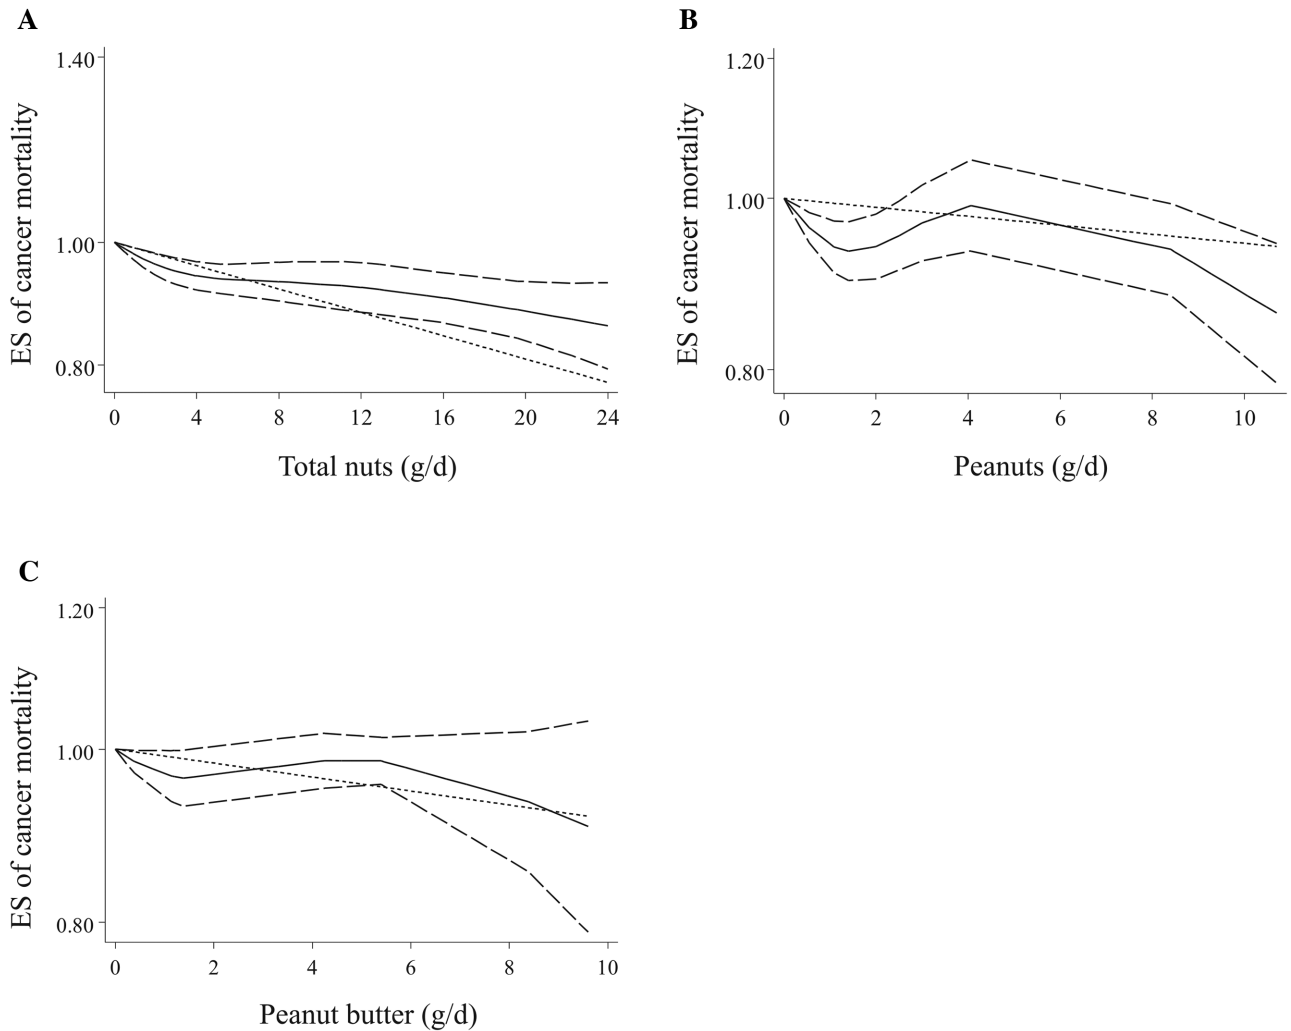 A
ES of cancer mortality
1.40
1.00
0.80
0 4 8 12 16 20 24
Total nuts (g/d)
B
ES of cancer mortality
1.20
1.00
0.80
0 2 4 6 8 10
Peanuts (g/d)
C
ES of cancer mortality
1.20
1.00
0.80
0 2 4 6 8 10
Peanut butter (g/d)